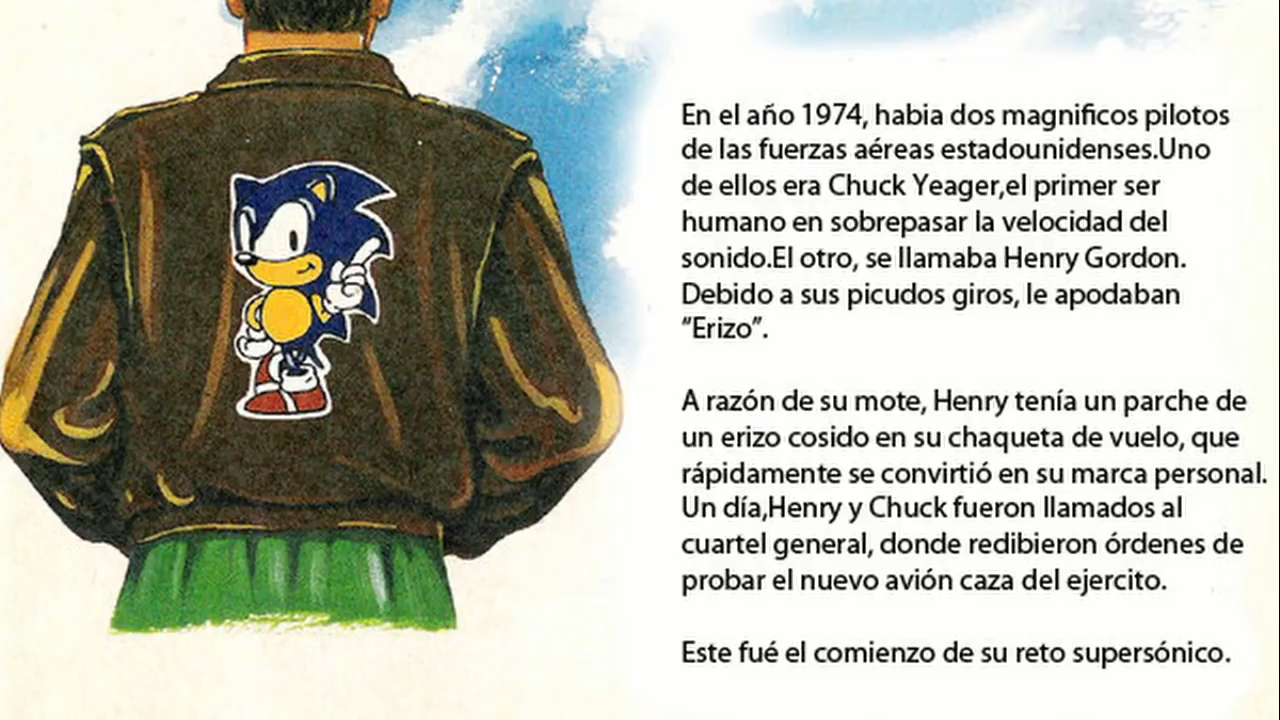 En el año 1974, habia dos magnificos pilotos
de las fuerzas aéreas estadounidenses.Uno
de ellos era Chuck Yeager,el primer ser
humano en sobrepasar la velocidad del
sonido.El otro, se llamaba Henry Gordon.
Debido a sus picudos giros, le apodaban
“Erizo”.
A razón de su mote, Henry tenía un parche de
un erizo cosido en su chaqueta de vuelo, que
rápidamente se convirtió en su marca personal.
Un día,Henry y Chuck fueron llamados al
cuartel general, donde redibieron órdenes de
probar el nuevo avión caza del ejercito.
Este fué el comienzo de su reto supersónico.